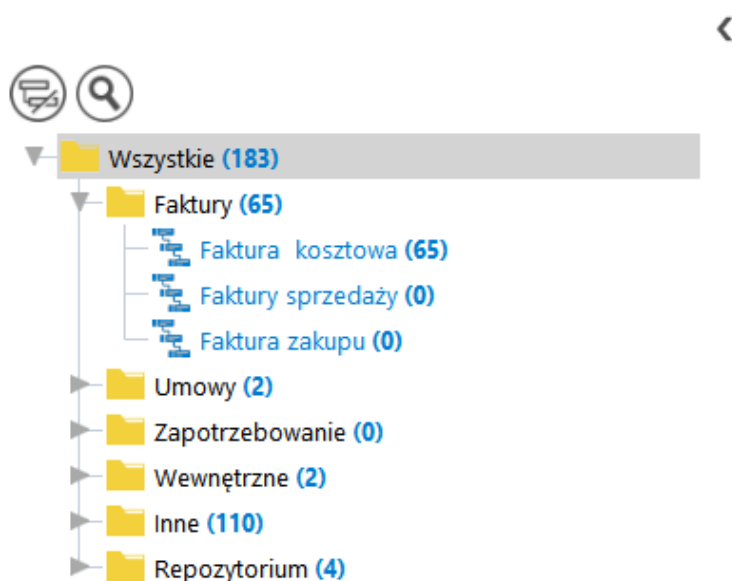 Wszystkie (183)
Faktury (65)
Faktura kosztowa (65)
Faktury sprzedaży (0)
Faktura zakupu (0)
Umowy (2)
Zapotrzebowanie (0)
Wewnętrzne (2)
Inne (110)
Repozytorium (4)